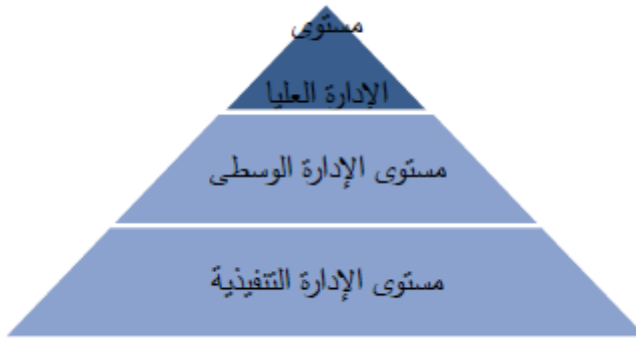 مستوى
الإدارة العليا
مستوى الإدارة الوسطى
مستوى الإدارة التنفيذية